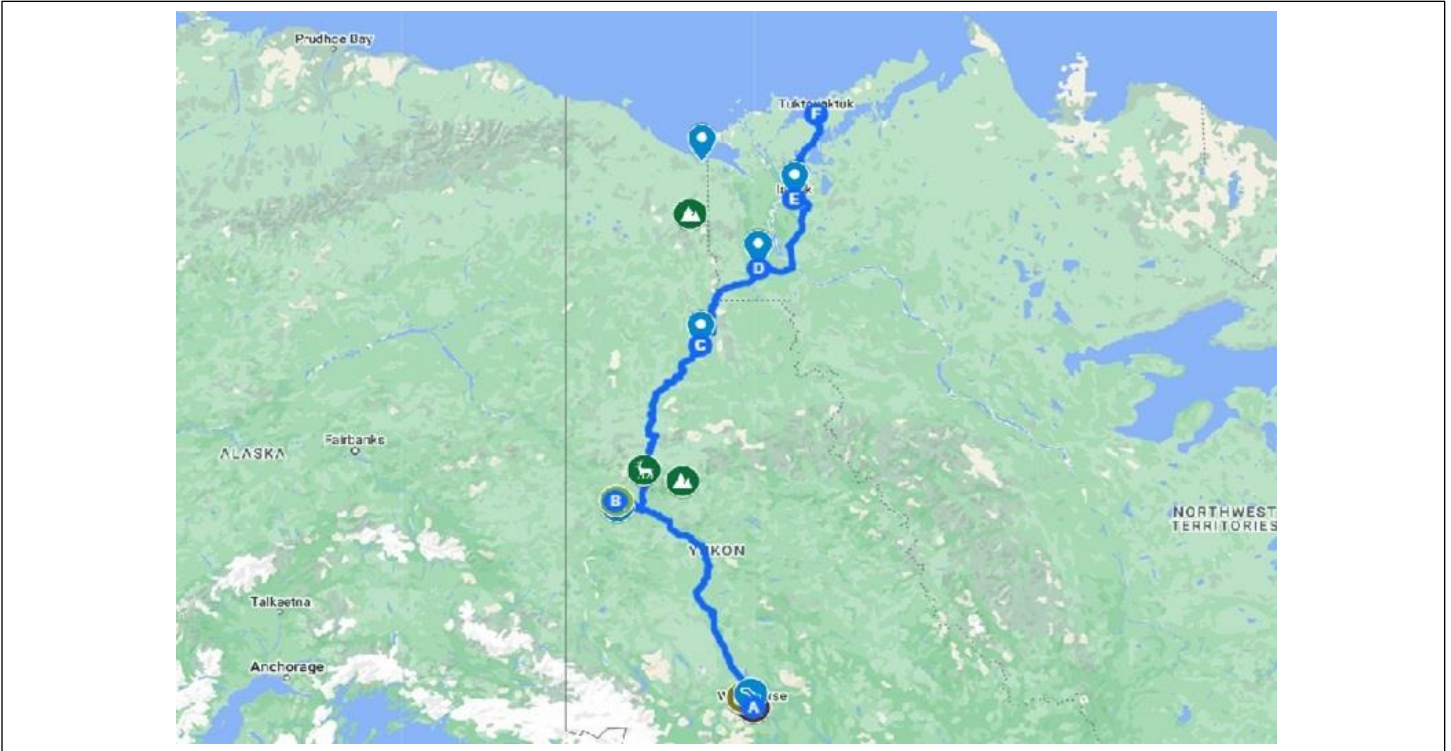 Prudhoe Bay
Tuktoyaktuk
F
E
D
C
Fairbanks
ALASKA
B
NORTHWEST
TERRITORIES
YUKON
Talkeetna
Anchorage
A